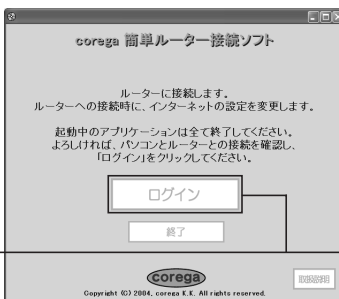 corega 簡単ルーター接続ソフト
ルーターに接続します。
ルーターへの接続時に、インターネットの設定を変更します。
起動中のアプリケーションは全て終了してください。
よろしければ、パソコンとルーターとの接続を確認し、
「ログイン」をクリックしてください。
ログイン
終了
corega
Copyright (C) 2004, corega K.K. All rights reserved.